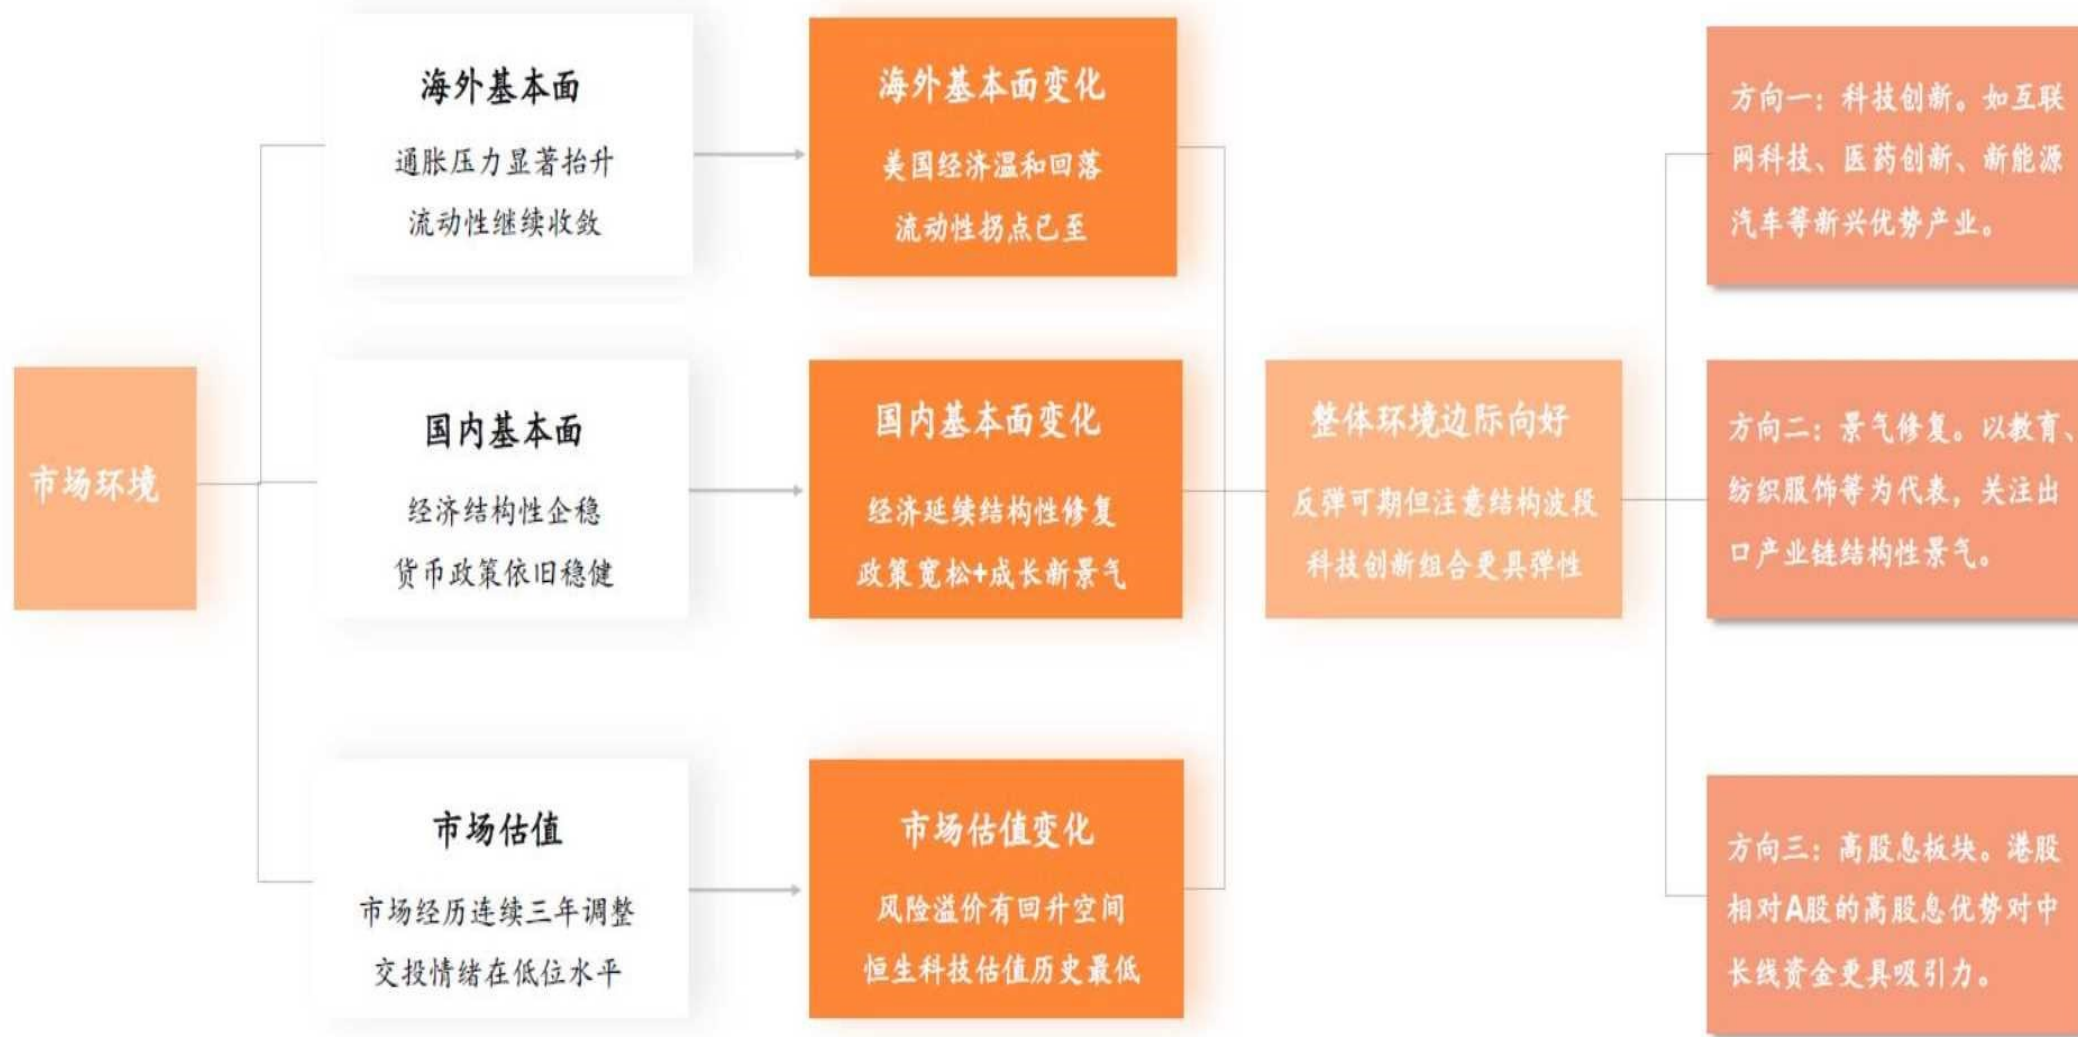 市场环境
海外基本面
通胀压力显著抬升
流动性继续收敛
国内基本面
经济结构性企稳
货币政策依旧稳健
市场估值
市场经历连续三年调整
交投情绪在低位水平
海外基本面变化
美国经济温和回落
流动性拐点已至
国内基本面变化
经济延续结构性修复
政策宽松+成长新景气
市场估值变化
风险溢价有回升空间
恒生科技估值历史最低
整体环境边际向好
反弹可期但注意结构波段
科技创新组合更具弹性
方向一：科技创新。如互联
网科技、医药创新、新能源
汽车等新兴优势产业。
方向二：景气修复。以教育、
纺织服饰等为代表，关注出
口产业链结构性景气。
方向三：高股息板块。港股
相对A股的高股息优势对中
长线资金更具吸引力。